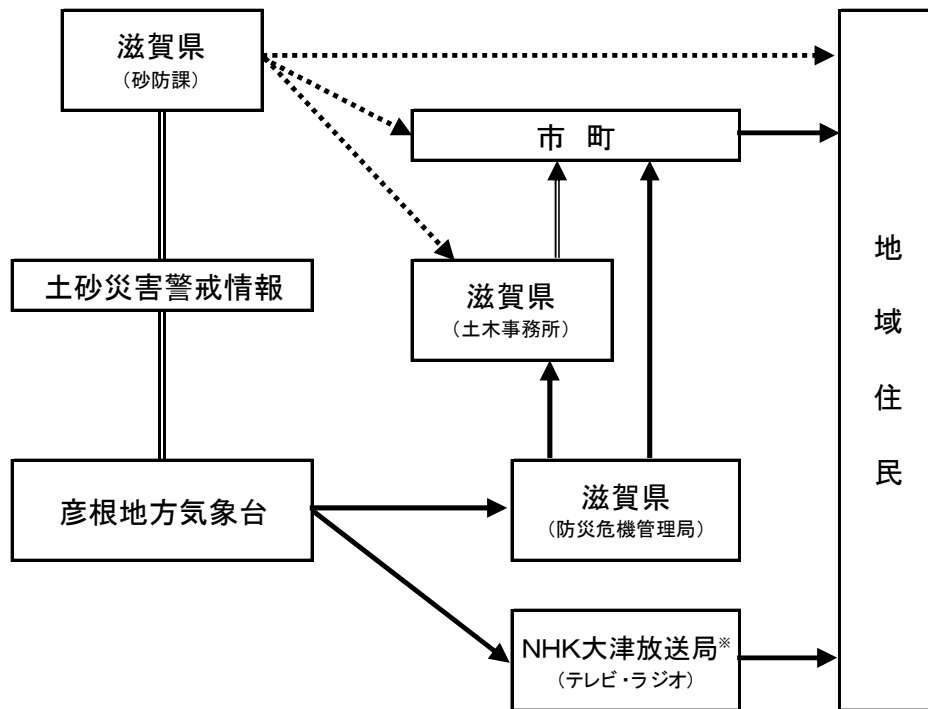 滋賀県
（砂防課）
市 町
土砂災害警戒情報
滋賀県
（土木事務所）
地
域
住
民
彦根地方気象台
滋賀県
（防災危機管理局）
NHK大津放送局※
（テレビ・ラジオ）